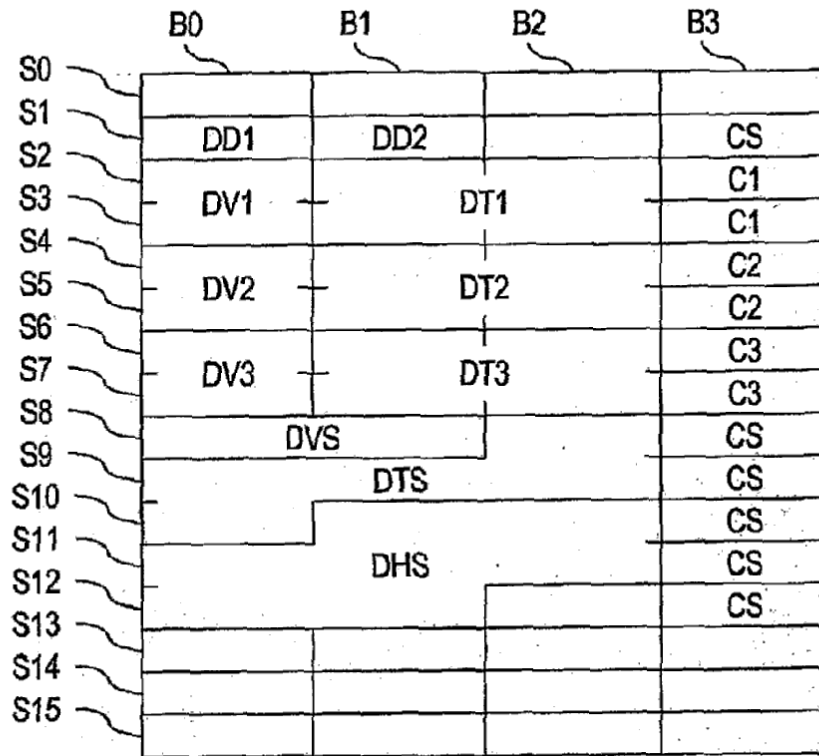 B0 B1 B2 B3
S0
S1
DD1 DD2 CS
S2
C1
S3 DV1 DT1
C1
S4
C2
S5 DV2 DT2
C2
S6
C3
S7 DV3 DT3
C3
S8
DVS CS
S9
DTS CS
S10
CS
S11
DHS CS
S12
CS
S13
S14
S15